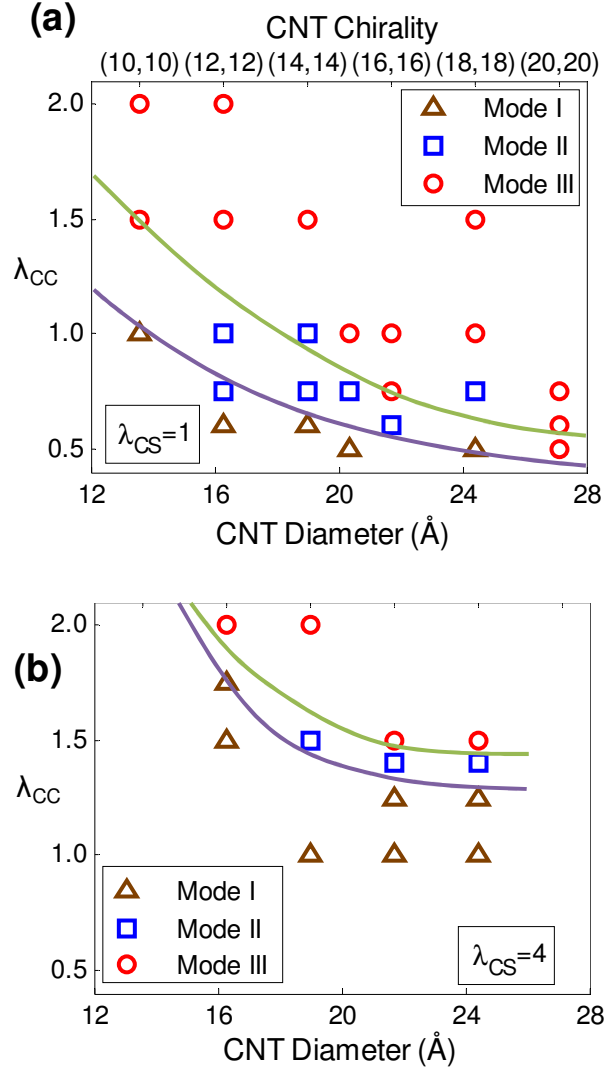 (a)
CNT Chirality
(10,10) (12,12) (14,14) (16,16) (18,18) (20,20)
2.0
Mode I
Mode II
Mode III
1.5
λCC
1.0
λCS=1
0.5
12 16 20 24 28
CNT Diameter (Å)
(b)
2.0
1.5
λCC
1.0
Mode I
Mode II
Mode III
λCS=4
0.5
12 16 20 24 28
CNT Diameter (Å)